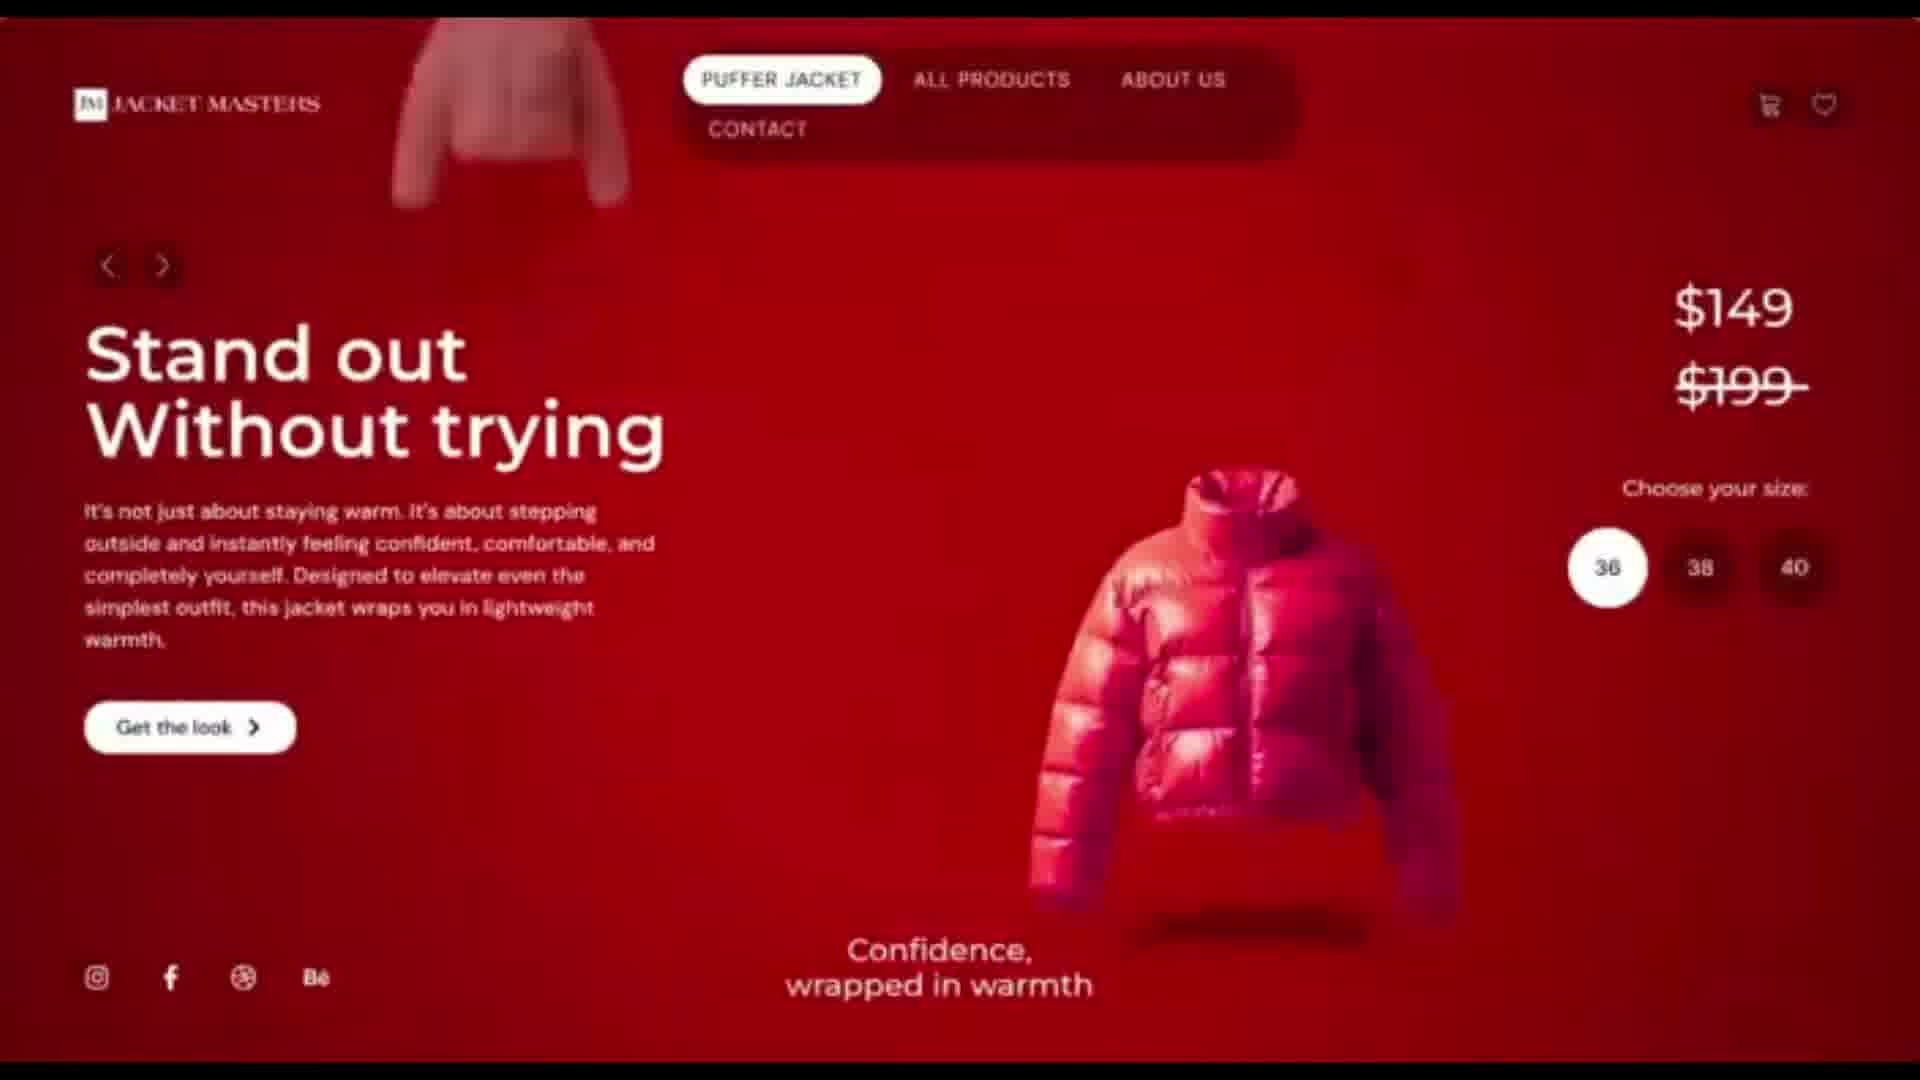 JM JACKET MASTERS
PUFFER JACKET ALL PRODUCTS ABOUT US
CONTACT
$149
$199
Stand out
Without trying
It's not just about staying warm. It's about stepping
outside and instantly feeling confident, comfortable, and
completely yourself. Designed to elevate even the
simplest outfit, this jacket wraps you in lightweight
warmth.
Choose your size:
36 38 40
Get the look
Confidence,
wrapped in warmth
Bē